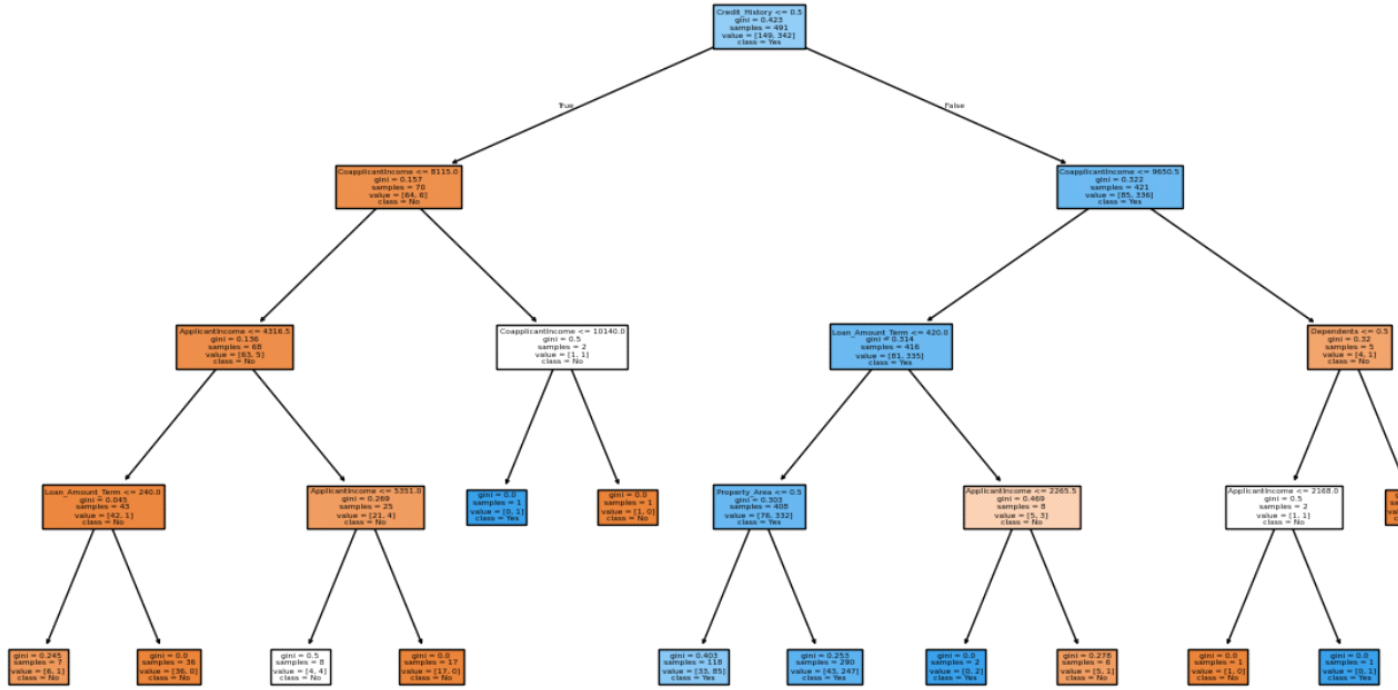 Credit_History <= 0.5
gini = 0.423
samples = 491
value = [149, 342]
class = Yes
True
False
CoapplicantIncome <= 8115.0
gini = 0.157
samples = 70
value = [64, 6]
class = No
CoapplicantIncome <= 9650.5
gini = 0.322
samples = 421
value = [85, 336]
class = Yes
ApplicantIncome <= 4316.5
gini = 0.136
samples = 68
value = [63, 5]
class = No
CoapplicantIncome <= 10140.0
gini = 0.5
samples = 2
value = [1, 1]
class = No
Loan_Amount_Term <= 420.0
gini = 0.314
samples = 416
value = [81, 335]
class = Yes
Dependents <= 0.5
gini = 0.32
samples = 5
value = [4, 1]
class = No
Loan_Amount_Term <= 240.0
gini = 0.045
samples = 43
value = [42, 1]
class = No
ApplicantIncome <= 5351.0
gini = 0.269
samples = 25
value = [21, 4]
class = No
gini = 0.0
samples = 1
value = [0, 1]
class = Yes
gini = 0.0
samples = 1
value = [1, 0]
class = No
Property_Area <= 0.5
gini = 0.303
samples = 408
value = [76, 332]
class = Yes
ApplicantIncome <= 2265.5
gini = 0.469
samples = 8
value = [5, 3]
class = No
ApplicantIncome <= 2168.0
gini = 0.5
samples = 2
value = [1, 1]
class = No
gini = 0.245
samples = 7
value = [6, 1]
class = No
gini = 0.0
samples = 36
value = [36, 0]
class = No
gini = 0.5
samples = 8
value = [4, 4]
class = No
gini = 0.0
samples = 17
value = [17, 0]
class = No
gini = 0.403
samples = 118
value = [33, 85]
class = Yes
gini = 0.253
samples = 290
value = [43, 247]
class = Yes
gini = 0.0
samples = 2
value = [0, 2]
class = Yes
gini = 0.278
samples = 6
value = [5, 1]
class = No
gini = 0.0
samples = 1
value = [1, 0]
class = No
gini = 0.0
samples = 1
value = [0, 1]
class = Yes